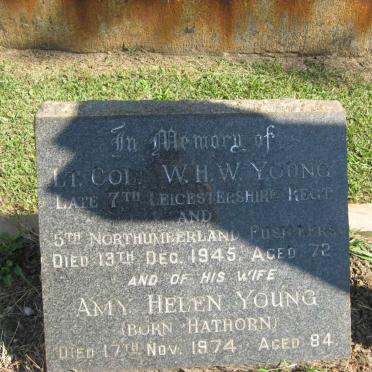 In Memory of
LT. COL. W.H.W. YOUNG
LATE 7TH LEICESTERSHIRE REGT
AND
5TH NORTHUMBERLAND FUSILIERS
DIED 13TH DEC. 1945, AGED 72
AND OF HIS WIFE
AMY HELEN YOUNG
(BORN HATHORN)
DIED 17TH NOV. 1974, AGED 84